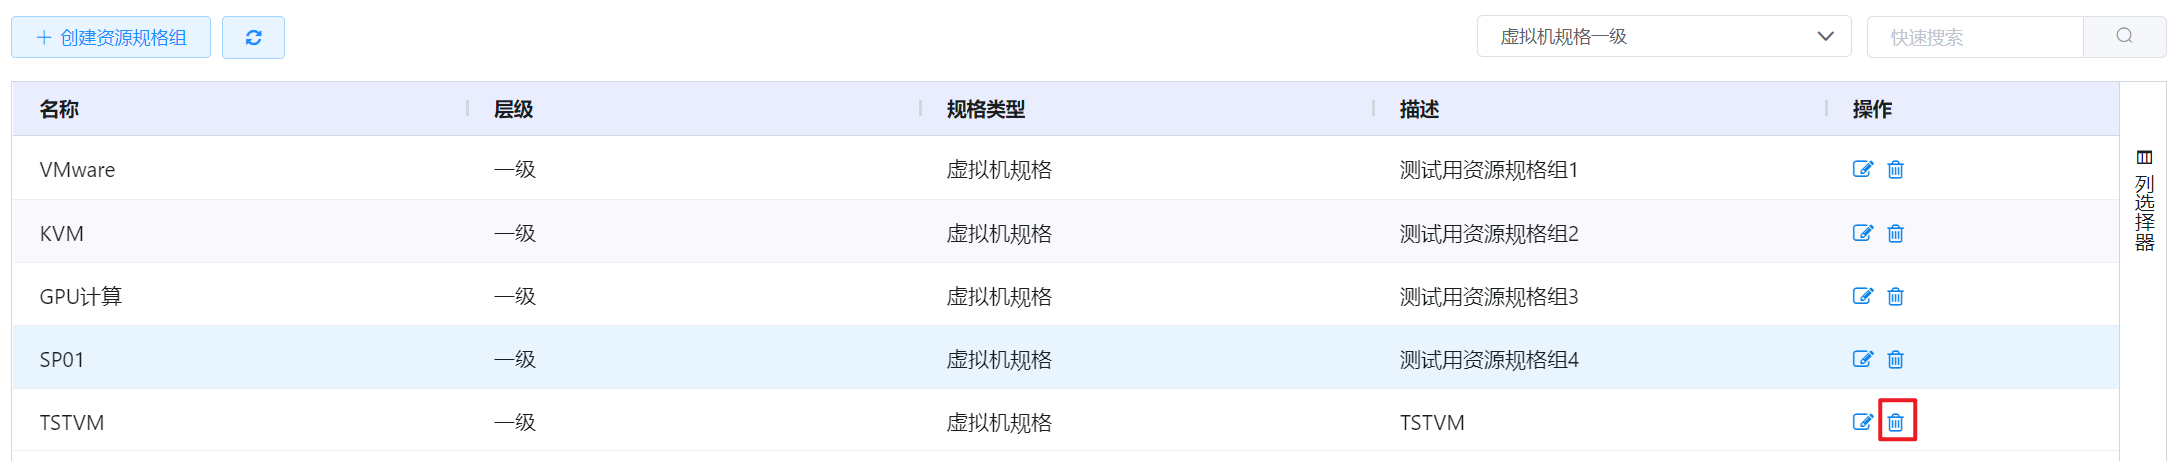 创建资源规格组 虚拟机规格一级 快速搜索
名称 层级 规格类型 描述 操作
VMware 一级 虚拟机规格 测试用资源规格组1
KVM 一级 虚拟机规格 测试用资源规格组2
GPU计算 一级 虚拟机规格 测试用资源规格组3
SP01 一级 虚拟机规格 测试用资源规格组4
TSTVM 一级 虚拟机规格 TSTVM
列选择器